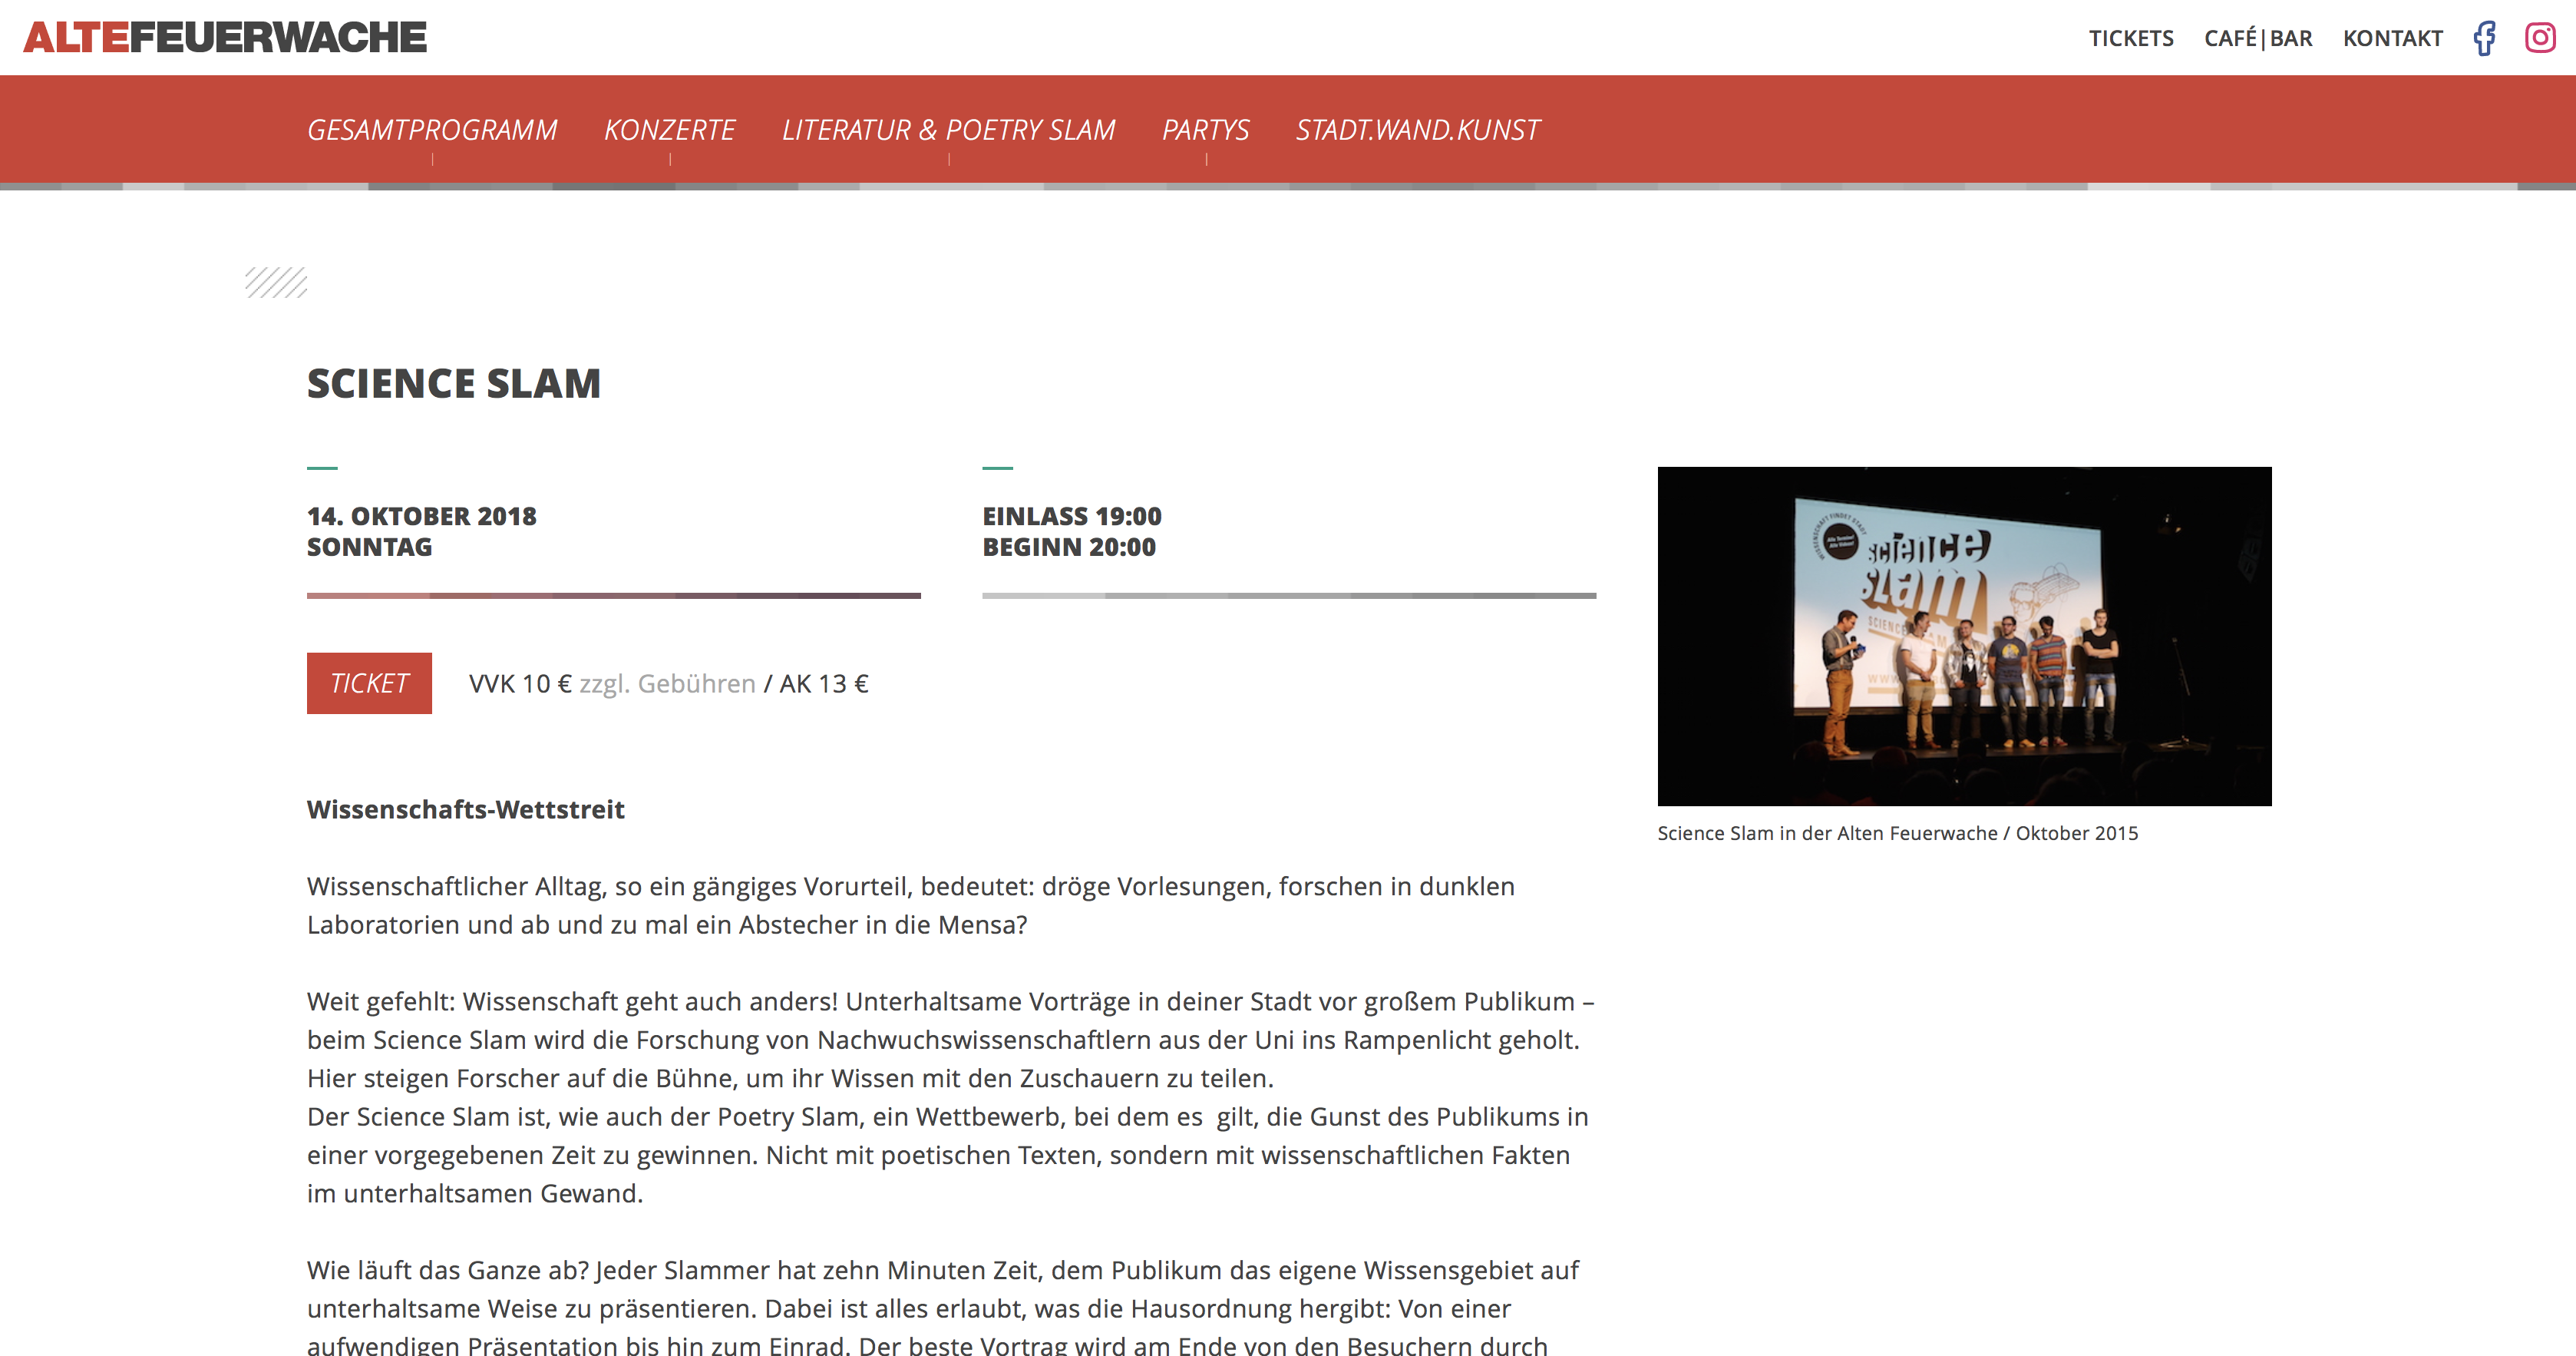 ALTEFEUERWACHE
TICKETS CAFÉ|BAR KONTAKT
GESAMTPROGRAMM KONZERTE LITERATUR & POETRY SLAM PARTYS STADT.WAND.KUNST
SCIENCE SLAM
14. OKTOBER 2018
SONNTAG
EINLASS 19:00
BEGINN 20:00
TICKET VVK 10 € zzgl. Gebühren / AK 13 €
science
slam
Science Slam in der Alten Feuerwache / Oktober 2015
Wissenschafts-Wettstreit
Wissenschaftlicher Alltag, so ein gängiges Vorurteil, bedeutet: dröge Vorlesungen, forschen in dunklen
Laboratorien und ab und zu mal ein Abstecher in die Mensa?
Weit gefehlt: Wissenschaft geht auch anders! Unterhaltsame Vorträge in deiner Stadt vor großem Publikum –
beim Science Slam wird die Forschung von Nachwuchswissenschaftlern aus der Uni ins Rampenlicht geholt.
Hier steigen Forscher auf die Bühne, um ihr Wissen mit den Zuschauern zu teilen.
Der Science Slam ist, wie auch der Poetry Slam, ein Wettbewerb, bei dem es  gilt, die Gunst des Publikums in
einer vorgegebenen Zeit zu gewinnen. Nicht mit poetischen Texten, sondern mit wissenschaftlichen Fakten
im unterhaltsamen Gewand.
Wie läuft das Ganze ab? Jeder Slammer hat zehn Minuten Zeit, dem Publikum das eigene Wissensgebiet auf
unterhaltsame Weise zu präsentieren. Dabei ist alles erlaubt, was die Hausordnung hergibt: Von einer
aufwendigen Präsentation bis hin zum Einrad. Der beste Vortrag wird am Ende von den Besuchern durch